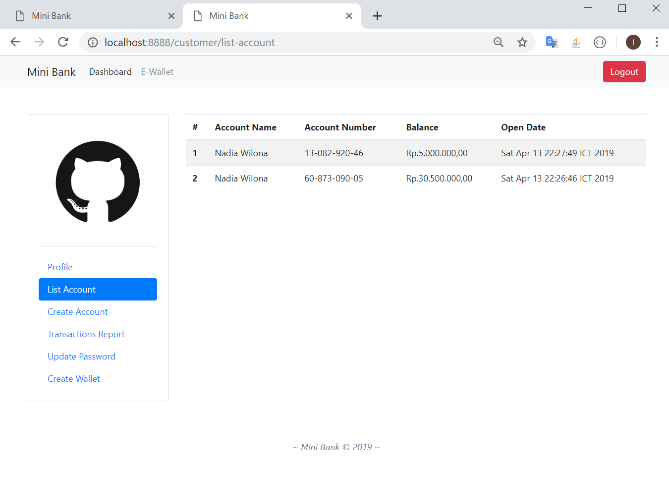 Mini Bank
Mini Bank
localhost:8888/customer/list-account
Mini Bank Dashboard E-Wallet Logout
# Account Name Account Number Balance Open Date
1 Nadia Wilona 13-082-920-46 Rp.5.000.000,00 Sat Apr 13 22:27:49 ICT 2019
2 Nadia Wilona 60-873-090-05 Rp.30.500.000,00 Sat Apr 13 22:26:46 ICT 2019
Profile
List Account
Create Account
Transactions Report
Update Password
Create Wallet
~ Mini Bank © 2019 ~